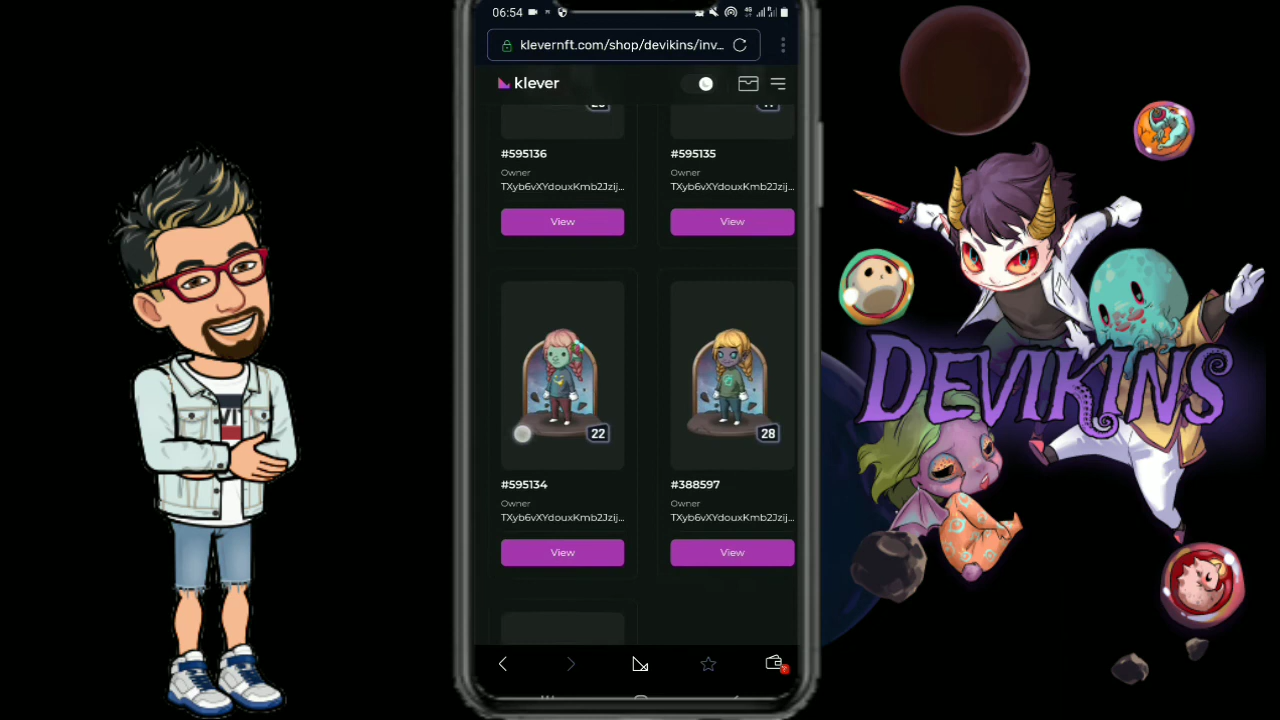 06:54
4G
klevernft.com/shop/devikins/inv...
klever
#595136
#595135
Owner
Owner
TXyb6vXYdouxKmb2Jzij...
TXyb6vXYdouxKmb2Jzij...
View
View
22
28
#595134
#388597
Owner
Owner
TXyb6vXYdouxKmb2Jzij...
TXyb6vXYdouxKmb2Jzij...
View
View
DEVIKINS